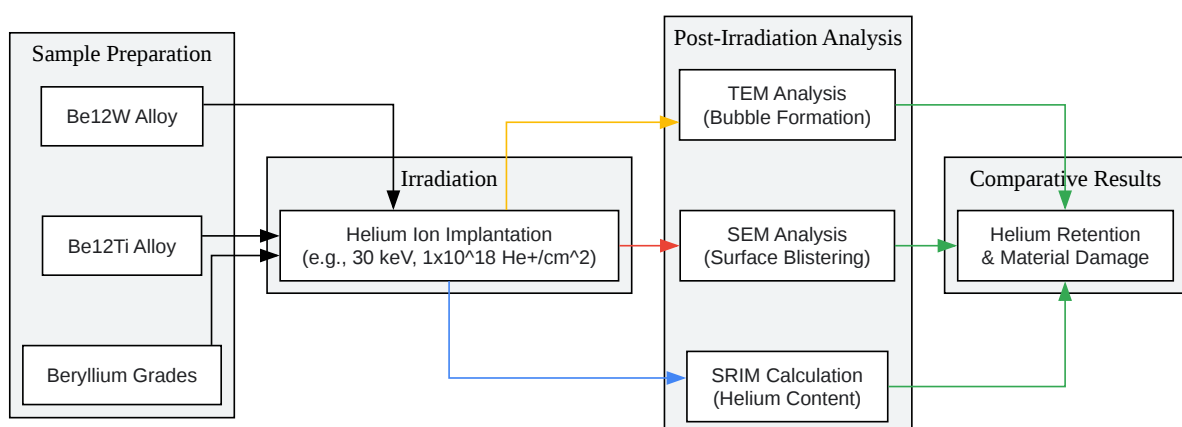 Sample Preparation
Be12W Alloy
Be12Ti Alloy
Beryllium Grades
Irradiation
Helium Ion Implantation
(e.g., 30 keV, 1x10^18 He+/cm^2)
Post-Irradiation Analysis
TEM Analysis
(Bubble Formation)
SEM Analysis
(Surface Blistering)
SRIM Calculation
(Helium Content)
Comparative Results
Helium Retention
& Material Damage